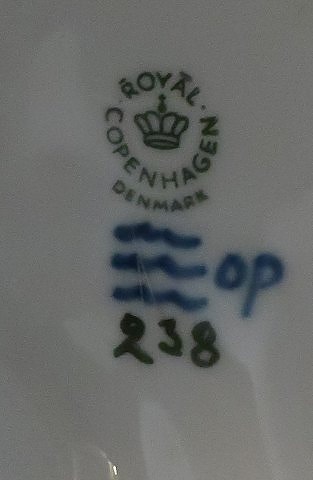 ROYAL
COPENHAGEN
DENMARK
op
238